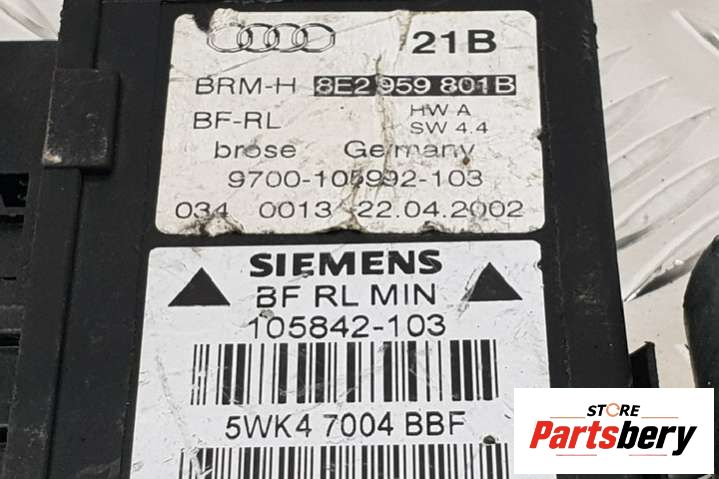 21B
BRM-H 8E2 959 801B
BF-RL HW A
SW 4.4
brose Germany
9700-105992-103
034 0013 22.04.2002
SIEMENS
BF RL MIN
105842-103
5WK4 7004 BBF
STORE
Partsbery